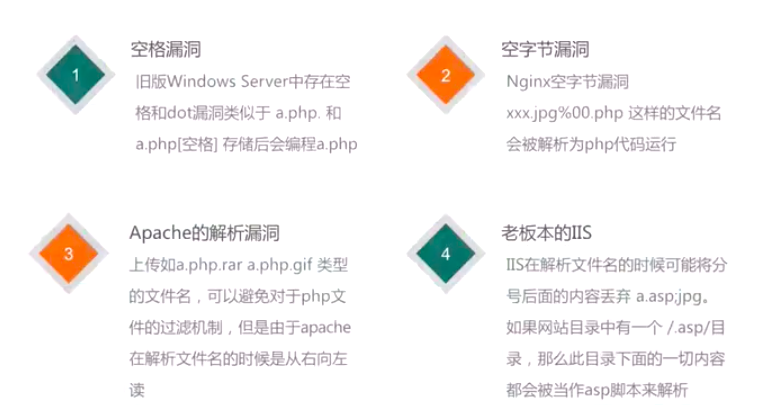 1
空格漏洞
旧版Windows Server中存在空
格和dot漏洞类似于 a.php. 和
a.php[空格] 存储后会编程a.php
2
空字节漏洞
Nginx空字节漏洞
xxx.jpg%00.php 这样的文件名
会被解析为php代码运行
3
Apache的解析漏洞
上传如a.php.rar a.php.gif 类型
的文件名，可以避免对于php文
件的过滤机制，但是由于apache
在解析文件名的时候是从右向左
读
4
老板本的IIS
IIS在解析文件名的时候可能将分
号后面的内容丢弃 a.asp;jpg。
如果网站目录中有一个 /.asp/目
录，那么此目录下面的一切内容
都会被当作asp脚本来解析